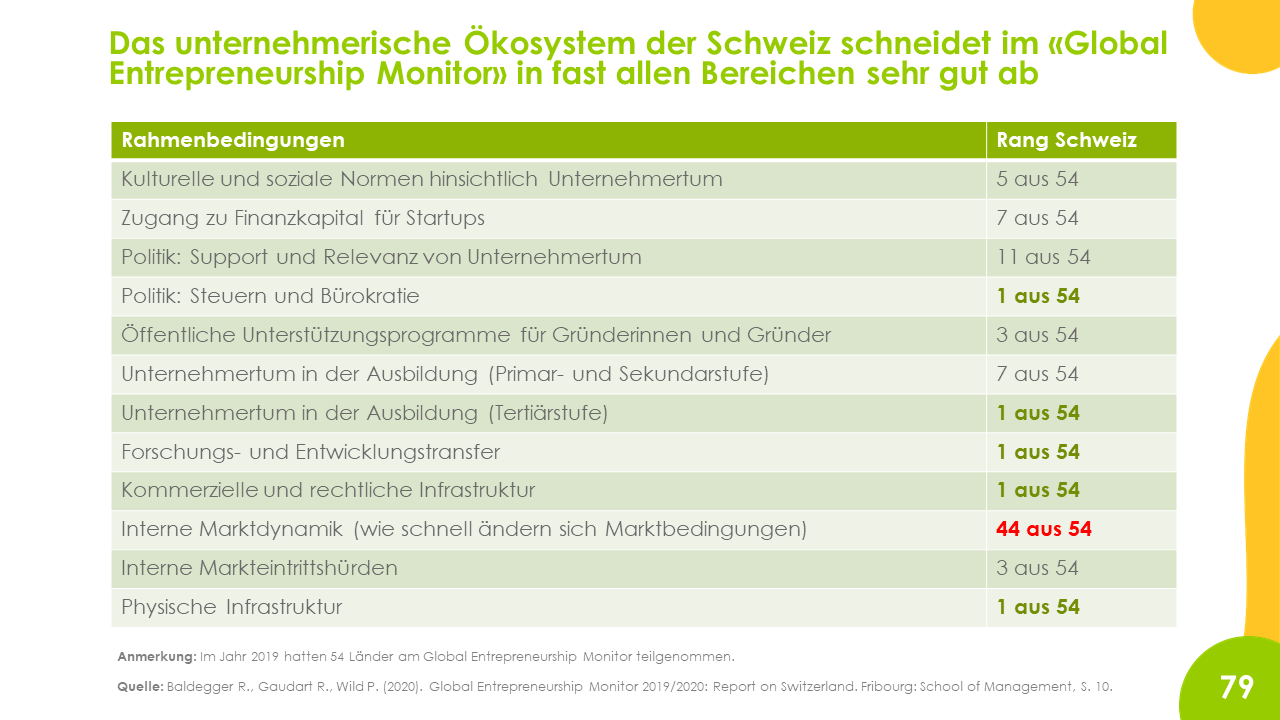 Das unternehmerische Ökosystem der Schweiz schneidet im «Global
Entrepreneurship Monitor» in fast allen Bereichen sehr gut ab
Rahmenbedingungen Rang Schweiz
Kulturelle und soziale Normen hinsichtlich Unternehmertum 5 aus 54
Zugang zu Finanzkapital für Startups 7 aus 54
Politik: Support und Relevanz von Unternehmertum 11 aus 54
Politik: Steuern und Bürokratie 1 aus 54
Öffentliche Unterstützungsprogramme für Gründerinnen und Gründer 3 aus 54
Unternehmertum in der Ausbildung (Primar- und Sekundarstufe) 7 aus 54
Unternehmertum in der Ausbildung (Tertiärstufe) 1 aus 54
Forschungs- und Entwicklungstransfer 1 aus 54
Kommerzielle und rechtliche Infrastruktur 1 aus 54
Interne Marktdynamik (wie schnell ändern sich Marktbedingungen) 44 aus 54
Interne Markteintrittshürden 3 aus 54
Physische Infrastruktur 1 aus 54
Anmerkung: Im Jahr 2019 hatten 54 Länder am Global Entrepreneurship Monitor teilgenommen.
Quelle: Baldegger R., Gaudart R., Wild P. (2020). Global Entrepreneurship Monitor 2019/2020: Report on Switzerland. Fribourg: School of Management, S. 10.
79